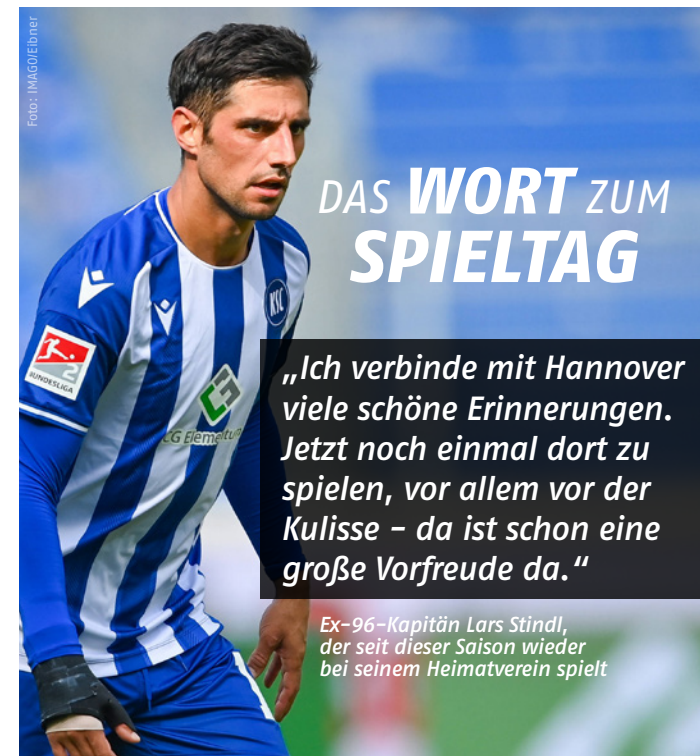 Foto: IMAGO/Eibner
DAS WORT ZUM
SPIELTAG
KSC
2
BUNDESLIGA
CG Elementum
„Ich verbinde mit Hannover
viele schöne Erinnerungen.
Jetzt noch einmal dort zu
spielen, vor allem vor der
Kulisse – da ist schon eine
große Vorfreude da.“
Ex-96-Kapitän Lars Stindl,
der seit dieser Saison wieder
bei seinem Heimatverein spielt